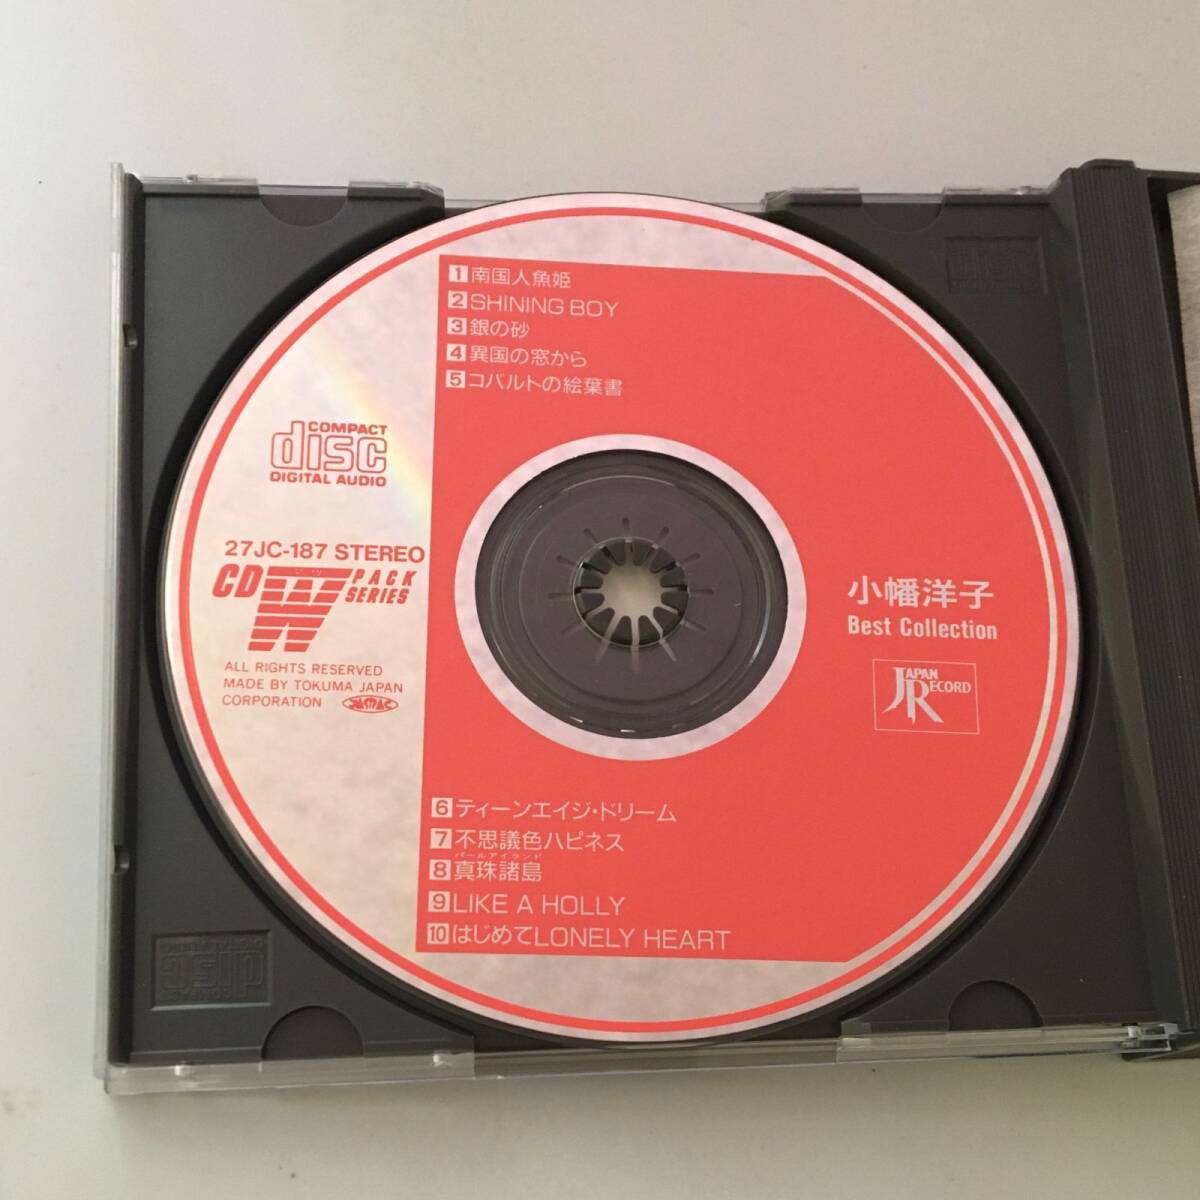 1 南国人魚姫
2 SHINING BOY
3 銀の砂
4 異国の窓から
5 コバルトの絵葉書
COMPACT
disc
DIGITAL AUDIO
27JC-187 STEREO
CD W PACK
SERIES
ALL RIGHTS RESERVED
MADE BY TOKUMA JAPAN
CORPORATION
小幡洋子
Best Collection
JAPAN
RECORD
6 ティーンエイジ・ドリーム
7 不思議色ハピネス
パールアイランド
8 真珠諸島
9 LIKE A HOLLY
10 はじめてLONELY HEART